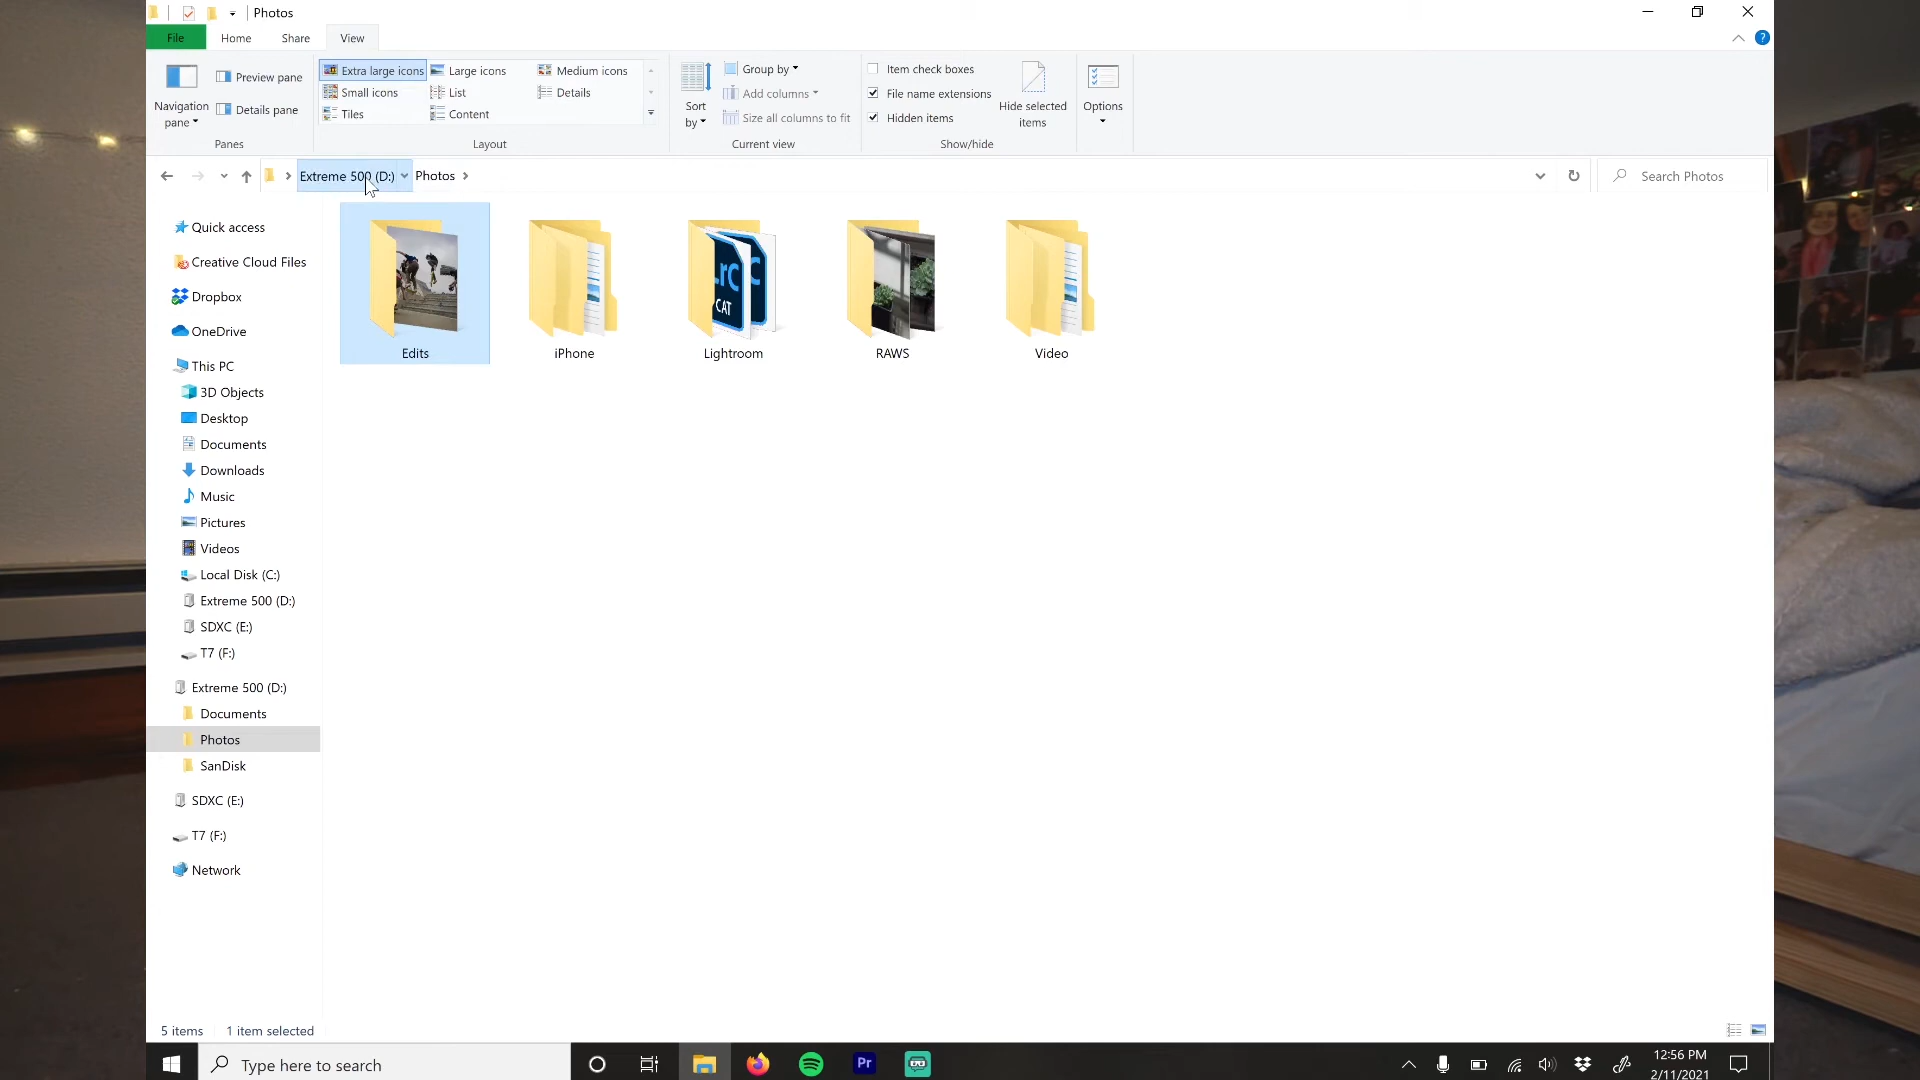 Photos
File Home Share View
Navigation pane
Preview pane
Details pane
Panes
Extra large icons Large icons Medium icons
Small icons List Details
Tiles Content
Layout
Sort by
Group by
Add columns
Size all columns to fit
Current view
Item check boxes
File name extensions
Hidden items
Hide selected items
Show/hide
Options
Extreme 500 (D:) Photos
Search Photos
Quick access
Creative Cloud Files
Dropbox
OneDrive
This PC
3D Objects
Desktop
Documents
Downloads
Music
Pictures
Videos
Local Disk (C:)
Extreme 500 (D:)
SDXC (E:)
T7 (F:)
Extreme 500 (D:)
Documents
Photos
SanDisk
SDXC (E:)
T7 (F:)
Network
rc
CAT
c
Edits iPhone Lightroom RAWS Video
5 items 1 item selected
Type here to search
Pr
12:56 PM
2/11/2021